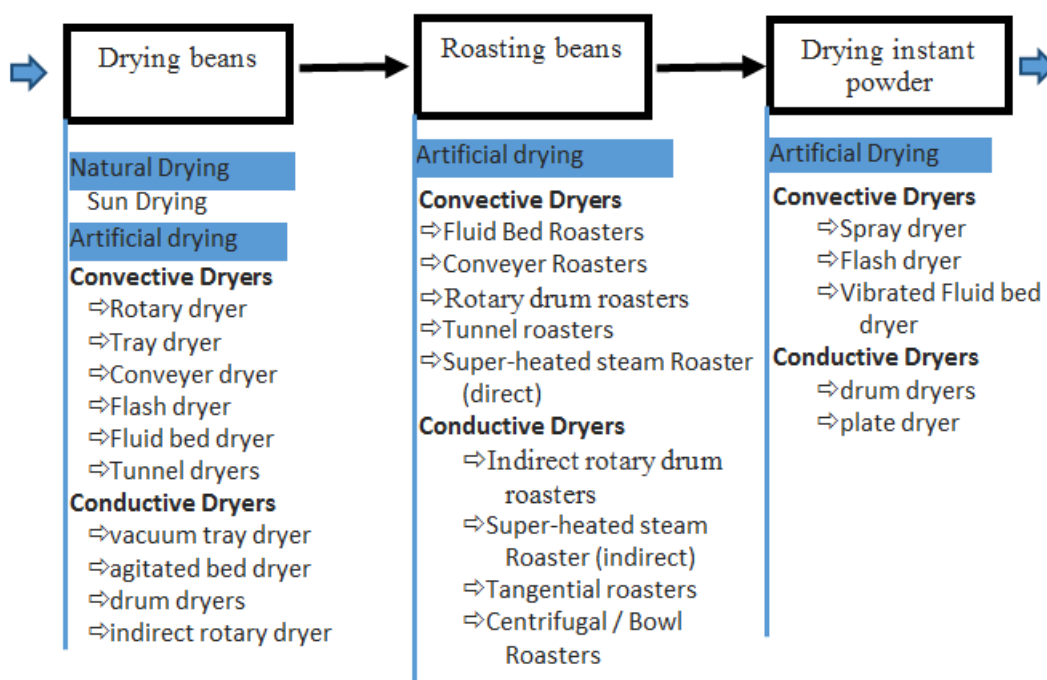 Drying beans
Natural Drying
Sun Drying
Artificial drying
Convective Dryers
⇨Rotary dryer
⇨Tray dryer
⇨Conveyer dryer
⇨Flash dryer
⇨Fluid bed dryer
⇨Tunnel dryers
Conductive Dryers
⇨vacuum tray dryer
⇨agitated bed dryer
⇨drum dryers
⇨indirect rotary dryer
Roasting beans
Artificial drying
Convective Dryers
⇨Fluid Bed Roasters
⇨Conveyer Roasters
⇨Rotary drum roasters
⇨Tunnel roasters
⇨Super-heated steam Roaster
(direct)
Conductive Dryers
⇨Indirect rotary drum
roasters
⇨Super-heated steam
Roaster (indirect)
⇨Tangential roasters
⇨Centrifugal / Bowl
Roasters
Drying instant
powder
Artificial Drying
Convective Dryers
⇨Spray dryer
⇨Flash dryer
⇨Vibrated Fluid bed
dryer
Conductive Dryers
⇨drum dryers
⇨plate dryer